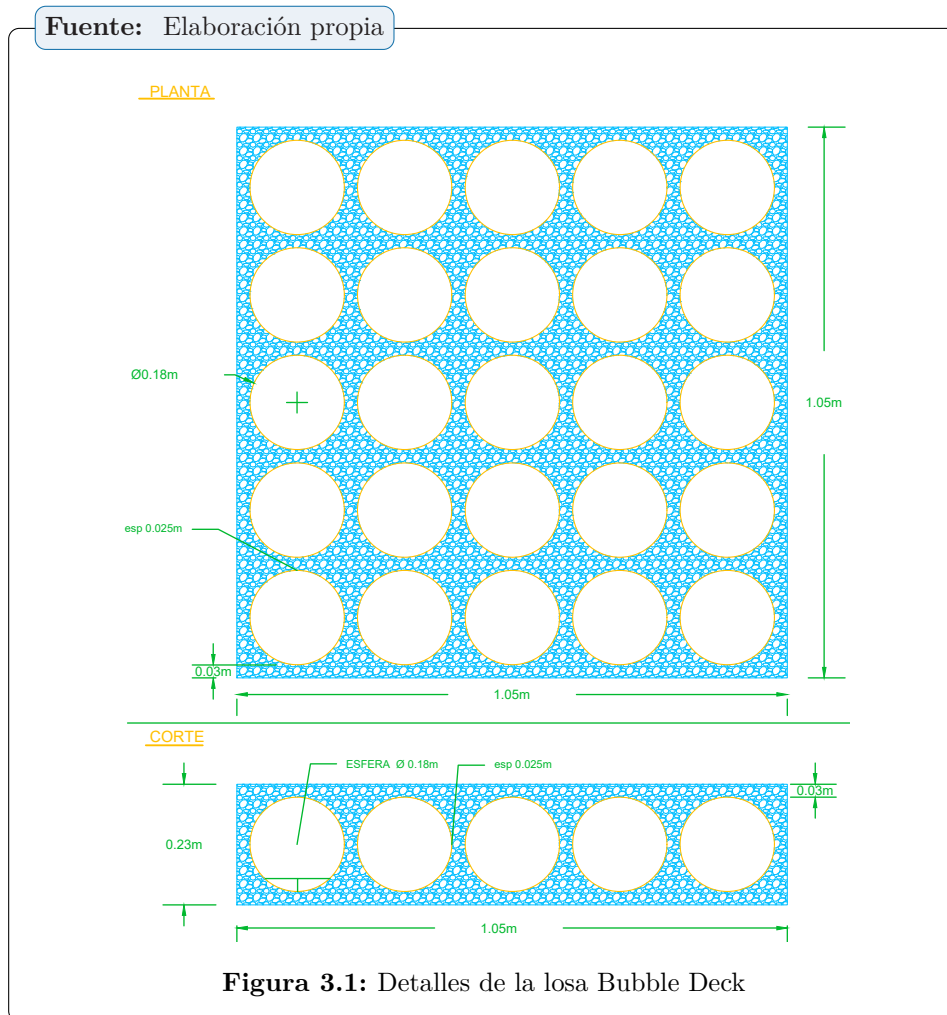 Fuente: Elaboración propia
PLANTA
Ø0.18m
1.05m
esp 0.025m
0.03m
1.05m
CORTE
ESFERA Ø 0.18m
esp 0.025m
0.03m
0.23m
1.05m
Figura 3.1: Detalles de la losa Bubble Deck